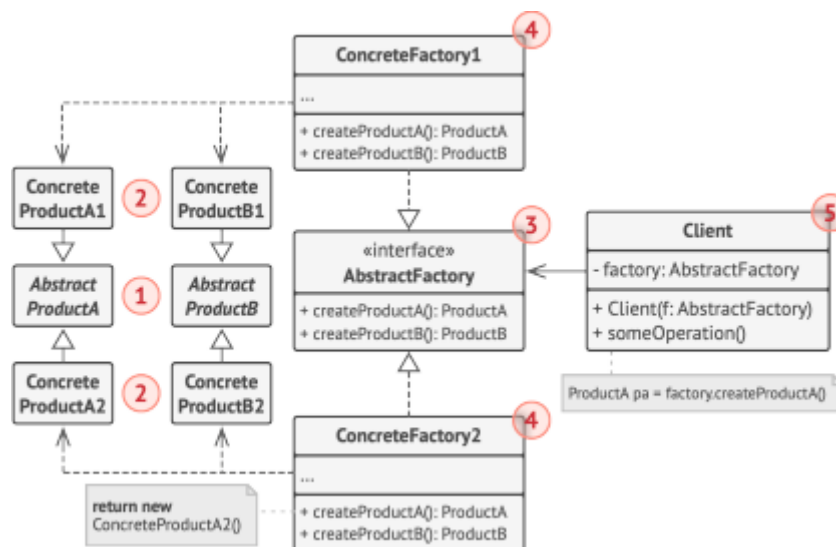 4
ConcreteFactory1
...
+ createProductA(): ProductA
+ createProductB(): ProductB
Concrete
ProductA1
2
Concrete
ProductB1
3
«interface»
AbstractFactory
+ createProductA(): ProductA
+ createProductB(): ProductB
5
Client
- factory: AbstractFactory
+ Client(f: AbstractFactory)
+ someOperation()
Abstract
ProductA
1
Abstract
ProductB
Concrete
ProductA2
2
Concrete
ProductB2
ProductA pa = factory.createProductA()
4
ConcreteFactory2
...
+ createProductA(): ProductA
+ createProductB(): ProductB
return new
ConcreteProductA2()